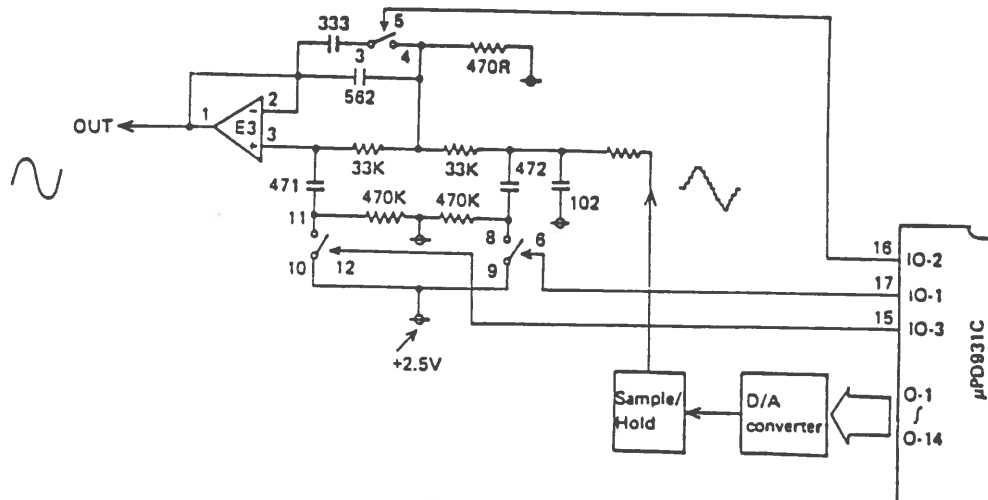 333
5
3
4
470R
562
2
1
E3
3
OUT
-
+
33K
33K
472
471
102
470K
470K
11
8
6
10
12
9
+2.5V
16
IO-2
17
IO-1
15
IO-3
μPD931C
Sample/
Hold
D/A
converter
O-1
∫
O-14